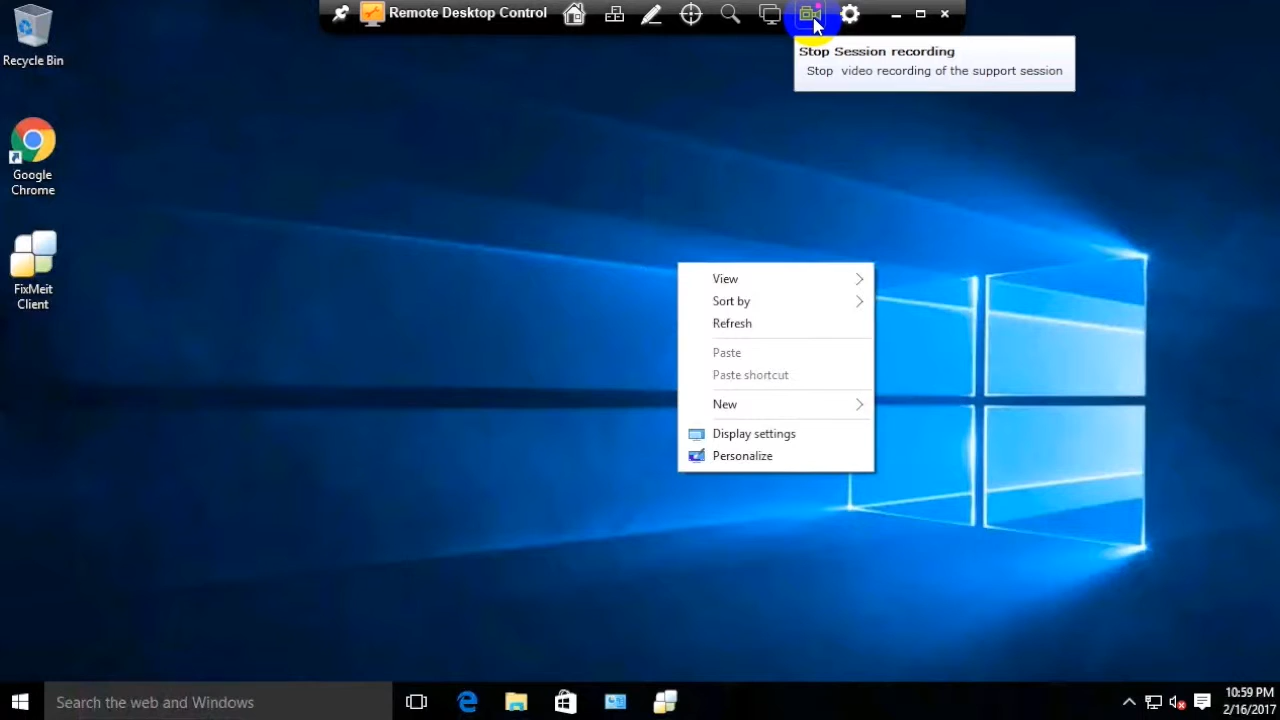 Remote Desktop Control
Stop Session recording
Stop video recording of the support session
Recycle Bin
Google
Chrome
FixMeit
Client
View
Sort by
Refresh
Paste
Paste shortcut
New
Display settings
Personalize
Search the web and Windows
10:59 PM
2/16/2017